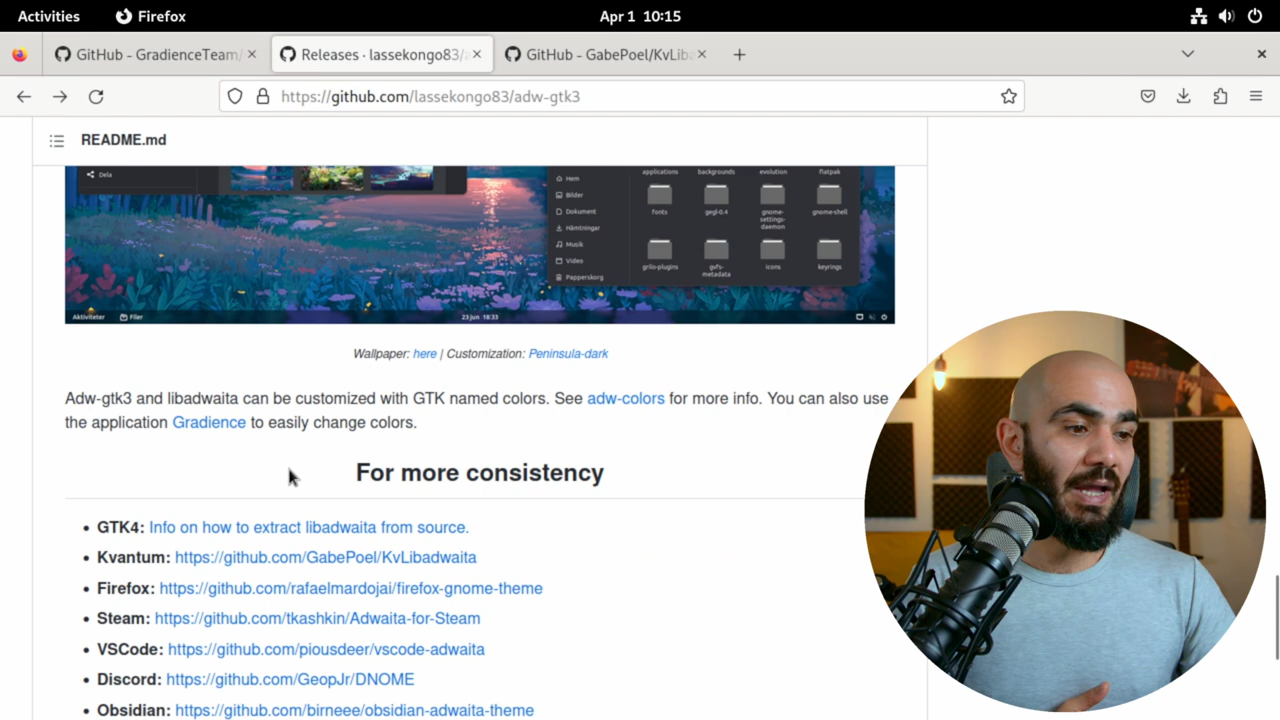 Activities Firefox Apr 1 10:15
GitHub - GradienceTeam/ Releases · lassekongo83/a GitHub - GabePoel/KvLib
https://github.com/lassekongo83/adw-gtk3
README.md
Dela
applications backgrounds evolution flatpak
Hem
Bilder
Dokument
Hämtningar
Musik
Video
Papperskorg
fonts gegl-0.4 gnome-settings-daemon gnome-shell
grilo-plugins gvfs-metadata icons keyrings
Aktiviteter Filer 23 jun 18:33
Wallpaper: here | Customization: Peninsula-dark
Adw-gtk3 and libadwaita can be customized with GTK named colors. See adw-colors for more info. You can also use
the application Gradience to easily change colors.
For more consistency
• GTK4: Info on how to extract libadwaita from source.
• Kvantum: https://github.com/GabePoel/KvLibadwaita
• Firefox: https://github.com/rafaelmardojai/firefox-gnome-theme
• Steam: https://github.com/tkashkin/Adwaita-for-Steam
• VSCode: https://github.com/piousdeer/vscode-adwaita
• Discord: https://github.com/GeopJr/DNOME
• Obsidian: https://github.com/birneee/obsidian-adwaita-theme